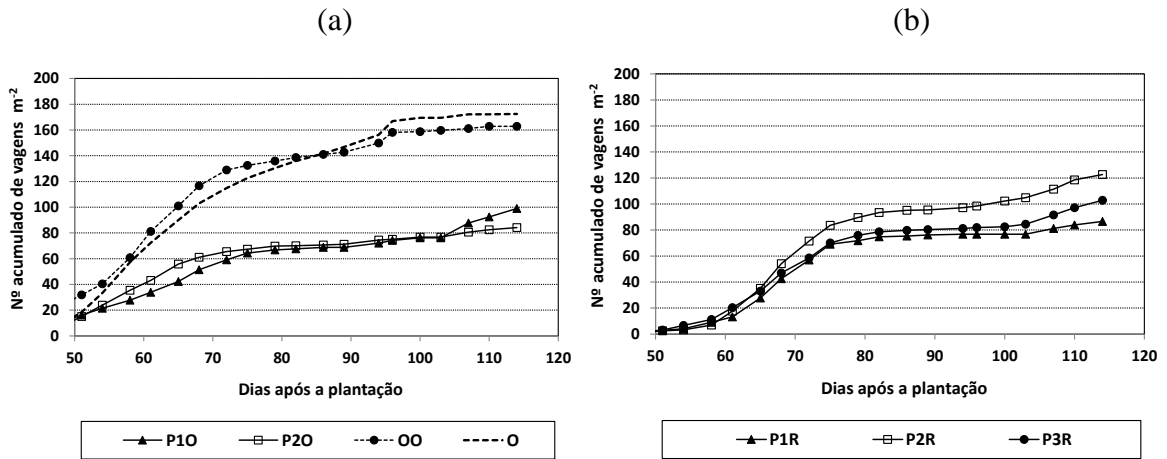 (a)
(b)
Nº acumulado de vagens m-2
200
180
160
140
120
100
80
60
40
20
0
50 60 70 80 90 100 110 120
Dias após a plantação
P1O P2O OO O
Nº acumulado de vagens m-2
200
180
160
140
120
100
80
60
40
20
0
50 60 70 80 90 100 110 120
Dias após a plantação
P1R P2R P3R